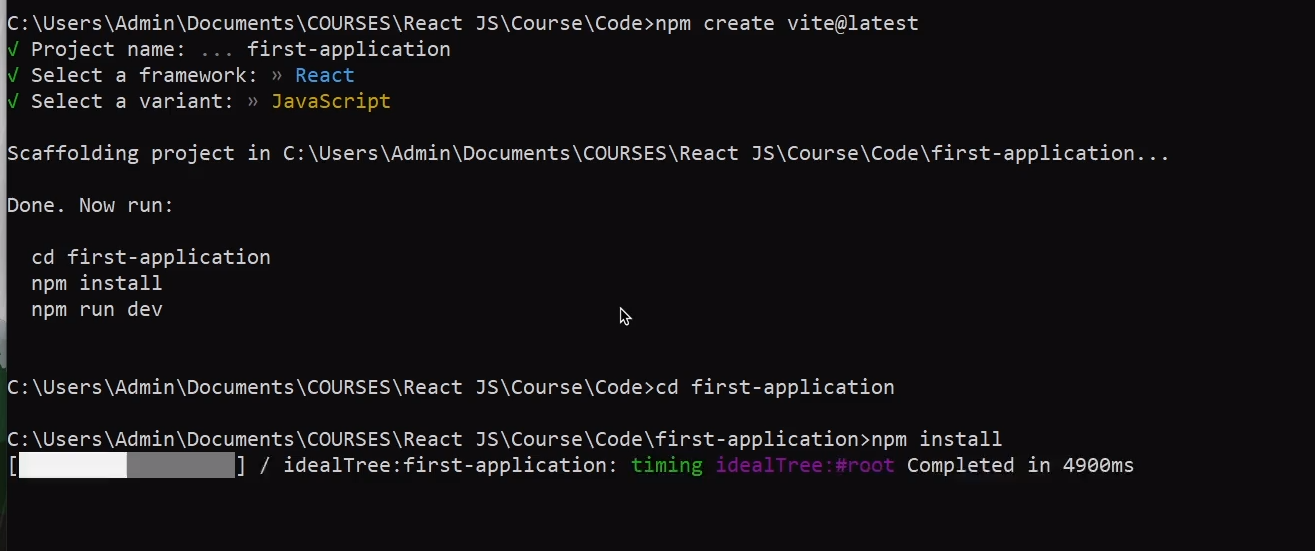 C:\Users\Admin\Documents\COURSES\React JS\Course\Code>npm create vite@latest
√ Project name: ... first-application
√ Select a framework: » React
√ Select a variant: » JavaScript
Scaffolding project in C:\Users\Admin\Documents\COURSES\React JS\Course\Code\first-application...
Done. Now run:
cd first-application
npm install
npm run dev
C:\Users\Admin\Documents\COURSES\React JS\Course\Code>cd first-application
C:\Users\Admin\Documents\COURSES\React JS\Course\Code\first-application>npm install
[] / idealTree:first-application: timing idealTree:#root Completed in 4900ms